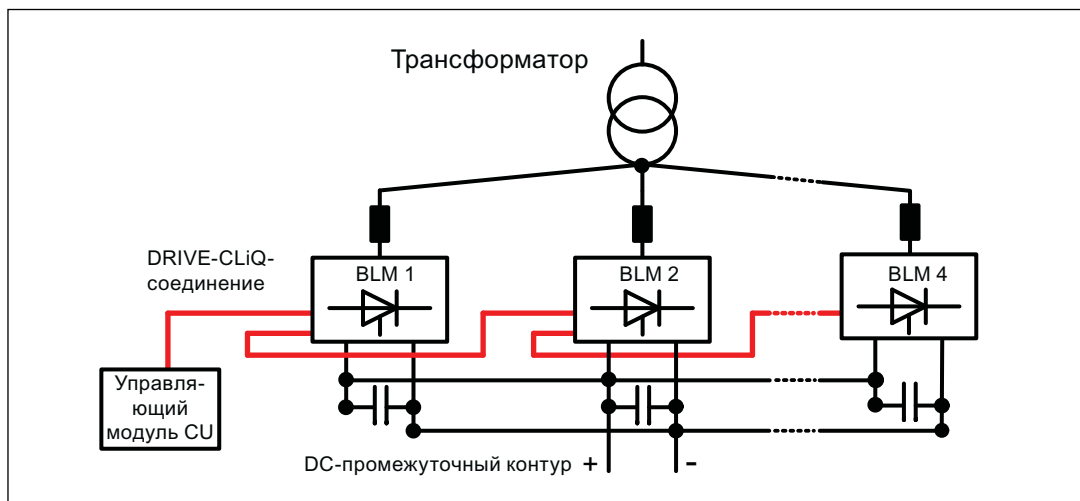 Трансформатор
DRIVE-CLiQ-
соединение
BLM 1
BLM 2
BLM 4
Управля-
ющий
модуль CU
DC-промежуточный контур + -